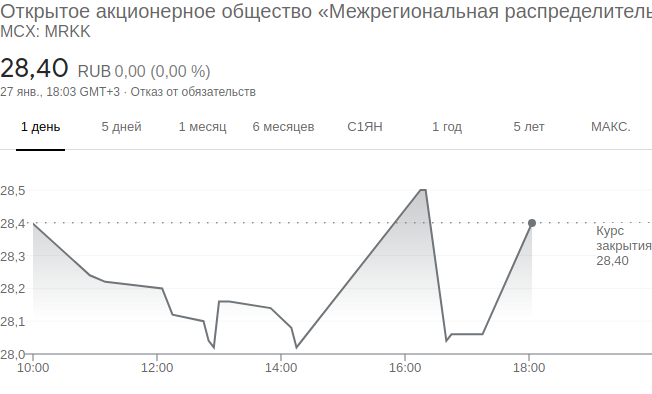 Открытое акционерное общество «Межрегиональная распределитель
MCX: MRKK
28,40 RUB 0,00 (0,00 %)
27 янв., 18:03 GMT+3 · Отказ от обязательств
1 день 5 дней 1 месяц 6 месяцев С1ЯН 1 год 5 лет МАКС.
28,5
28,4
Курс
закрытия
28,40
28,3
28,2
28,1
28,0
10:00 12:00 14:00 16:00 18:00